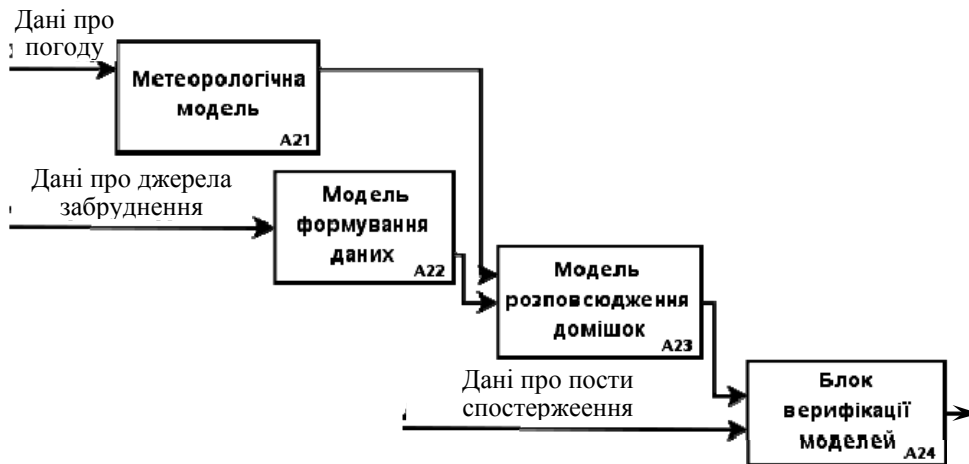 Дані про
погоду
Метеорологічна
модель
A21
Дані про джерела
забруднення
Модель
формування
даних
A22
Модель
розповсюдження
домішок
A23
Дані про пости
спостержеення
Блок
верифікації
моделей
A24